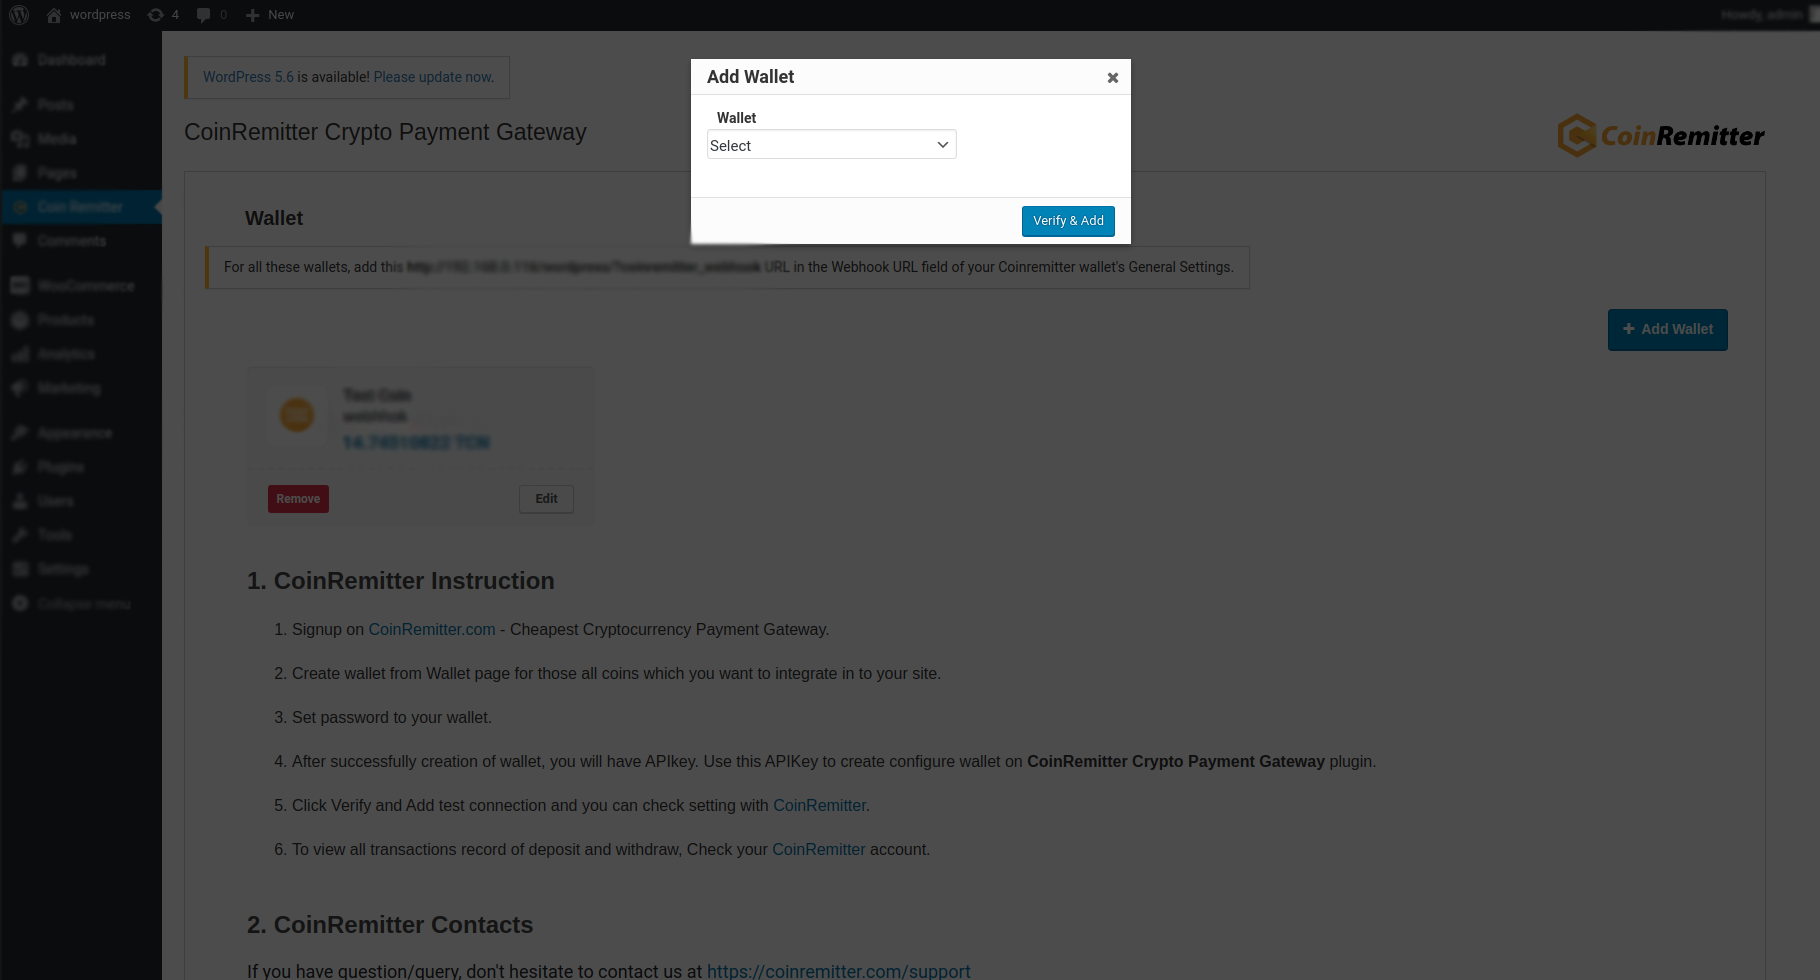 wordpress 4 0 New
Howdy, admin
Dashboard
Posts
Media
Pages
Coin Remitter
Comments
WooCommerce
Products
Analytics
Marketing
Appearance
Plugins
Users
Tools
Settings
Collapse menu
WordPress 5.6 is available! Please update now.
CoinRemitter Crypto Payment Gateway
CoinRemitter
Add Wallet
Wallet
Select
Verify & Add
Wallet
For all these wallets, add this URL in the Webhook URL field of your Coinremitter wallet's General Settings.
+ Add Wallet
Test Coin
Remove Edit
1. CoinRemitter Instruction
1. Signup on CoinRemitter.com - Cheapest Cryptocurrency Payment Gateway.
2. Create wallet from Wallet page for those all coins which you want to integrate in to your site.
3. Set password to your wallet.
4. After successfully creation of wallet, you will have APIkey. Use this APIKey to create configure wallet on CoinRemitter Crypto Payment Gateway plugin.
5. Click Verify and Add test connection and you can check setting with CoinRemitter.
6. To view all transactions record of deposit and withdraw, Check your CoinRemitter account.
2. CoinRemitter Contacts
If you have question/query, don't hesitate to contact us at https://coinremitter.com/support